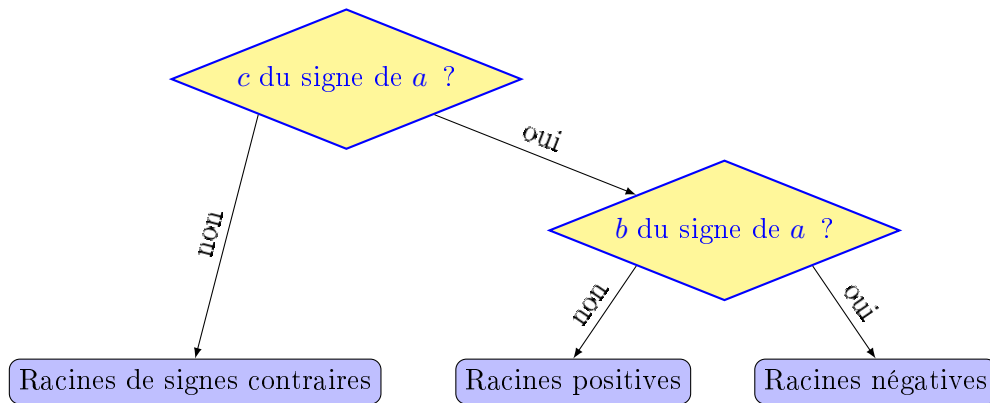 c du signe de a ?
oui
non
b du signe de a ?
non
oui
Racines de signes contraires
Racines positives
Racines négatives